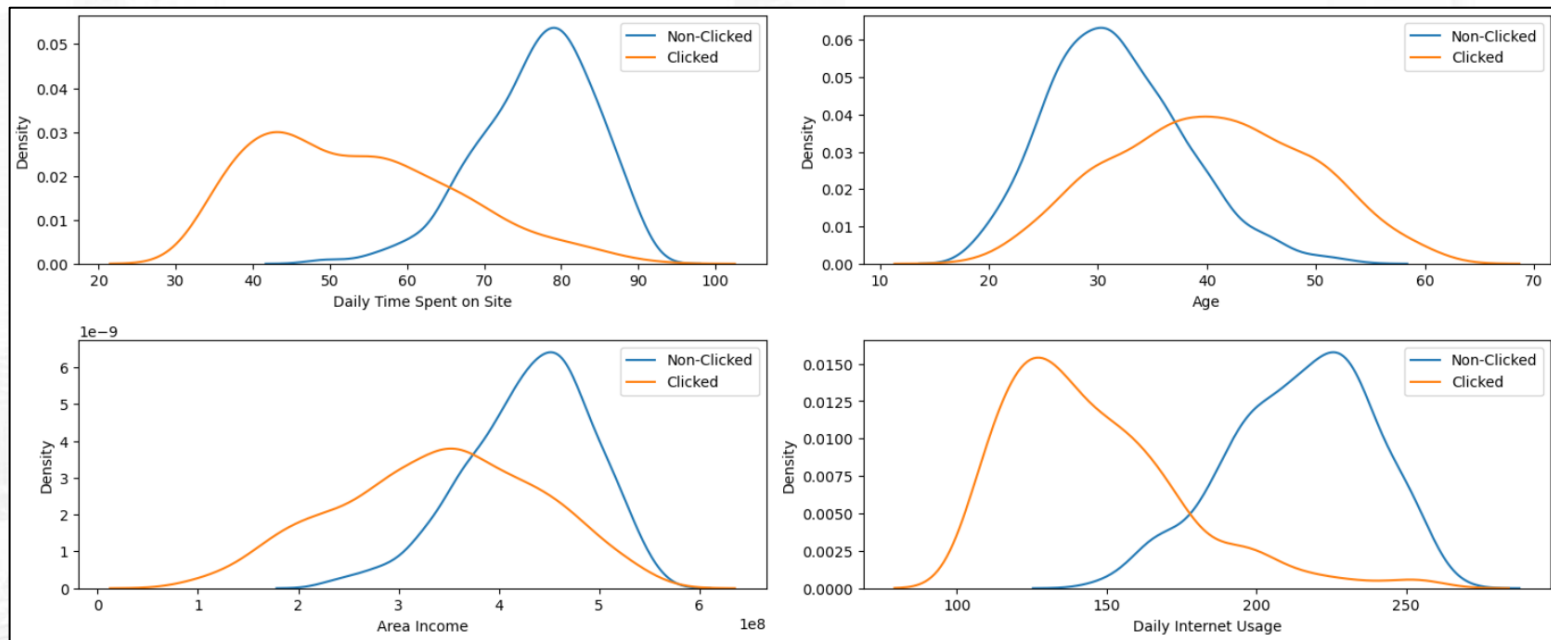 Non-Clicked
Clicked
Density
0.05
0.04
0.03
0.02
0.01
0.00
20 30 40 50 60 70 80 90 100
Daily Time Spent on Site
Non-Clicked
Clicked
Density
0.06
0.05
0.04
0.03
0.02
0.01
0.00
10 20 30 40 50 60 70
Age
1e−9
Non-Clicked
Clicked
Density
6
5
4
3
2
1
0
0 1 2 3 4 5 6
1e8
Area Income
Non-Clicked
Clicked
Density
0.0150
0.0125
0.0100
0.0075
0.0050
0.0025
0.0000
100 150 200 250
Daily Internet Usage